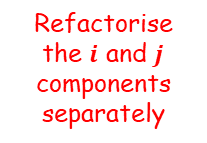 Refactorise
the i and j
components
separately